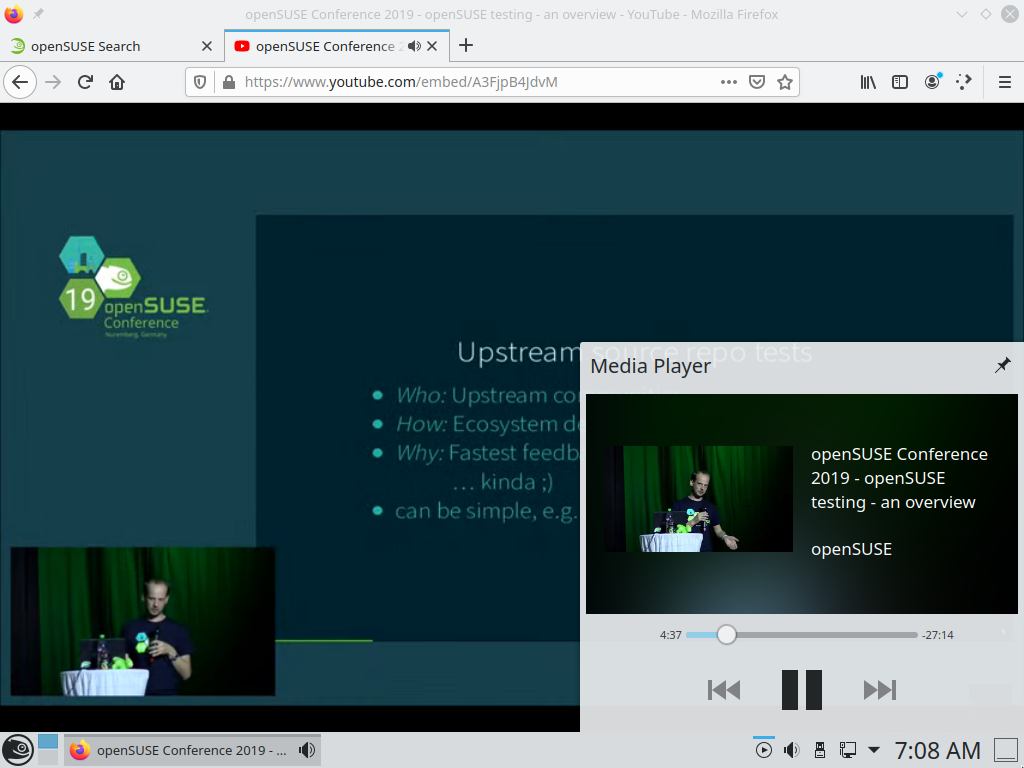 openSUSE Conference 2019 - openSUSE testing - an overview - YouTube - Mozilla Firefox
openSUSE Search
openSUSE Conference 2
https://www.youtube.com/embed/A3FjpB4JdvM
19
openSUSE.
Conference
Nuremberg, Germany
Upstream source repo tests
Who: Upstream co
How: Ecosystem de
Why: Fastest feedba
… kinda ;)
can be simple, e.g.
Media Player
openSUSE Conference
2019 - openSUSE
testing - an overview
openSUSE
4:37
-27:14
openSUSE Conference 2019 - ...
7:08 AM